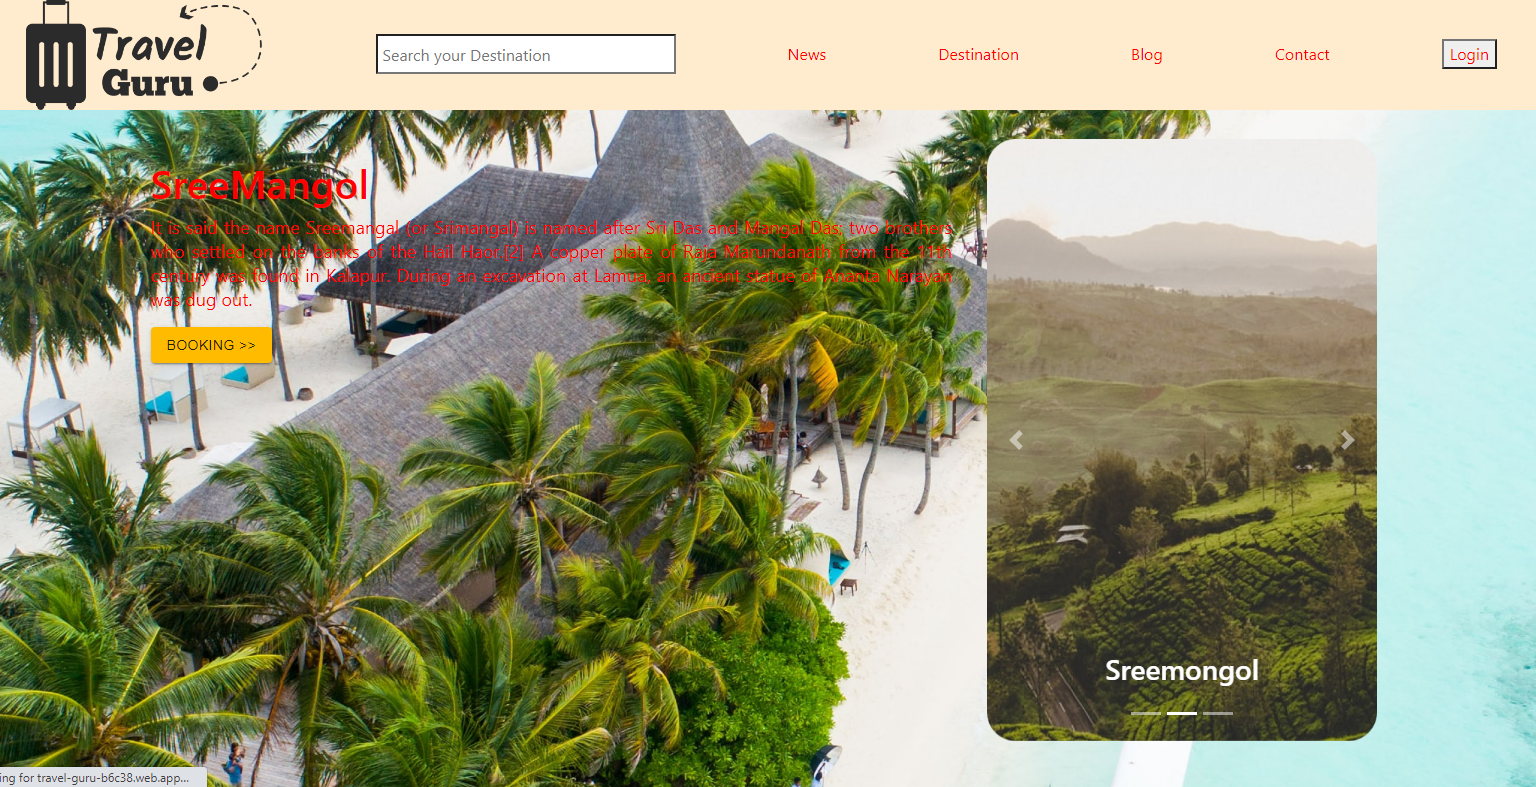 Travel
Guru
Search your Destination
News
Destination
Blog
Contact
Login
SreeMangol
It is said the name Sreemangal (or Srimangal) is named after Sri Das and Mangal Das; two brothers
who settled on the banks of the Hail Haor.[2] A copper plate of Raja Marundanath from the 11th
century was found in Kalapur. During an excavation at Lamua, an ancient statue of Ananta Narayan
was dug out.
BOOKING >>
Sreemongol
ing for travel-guru-b6c38.web.app...